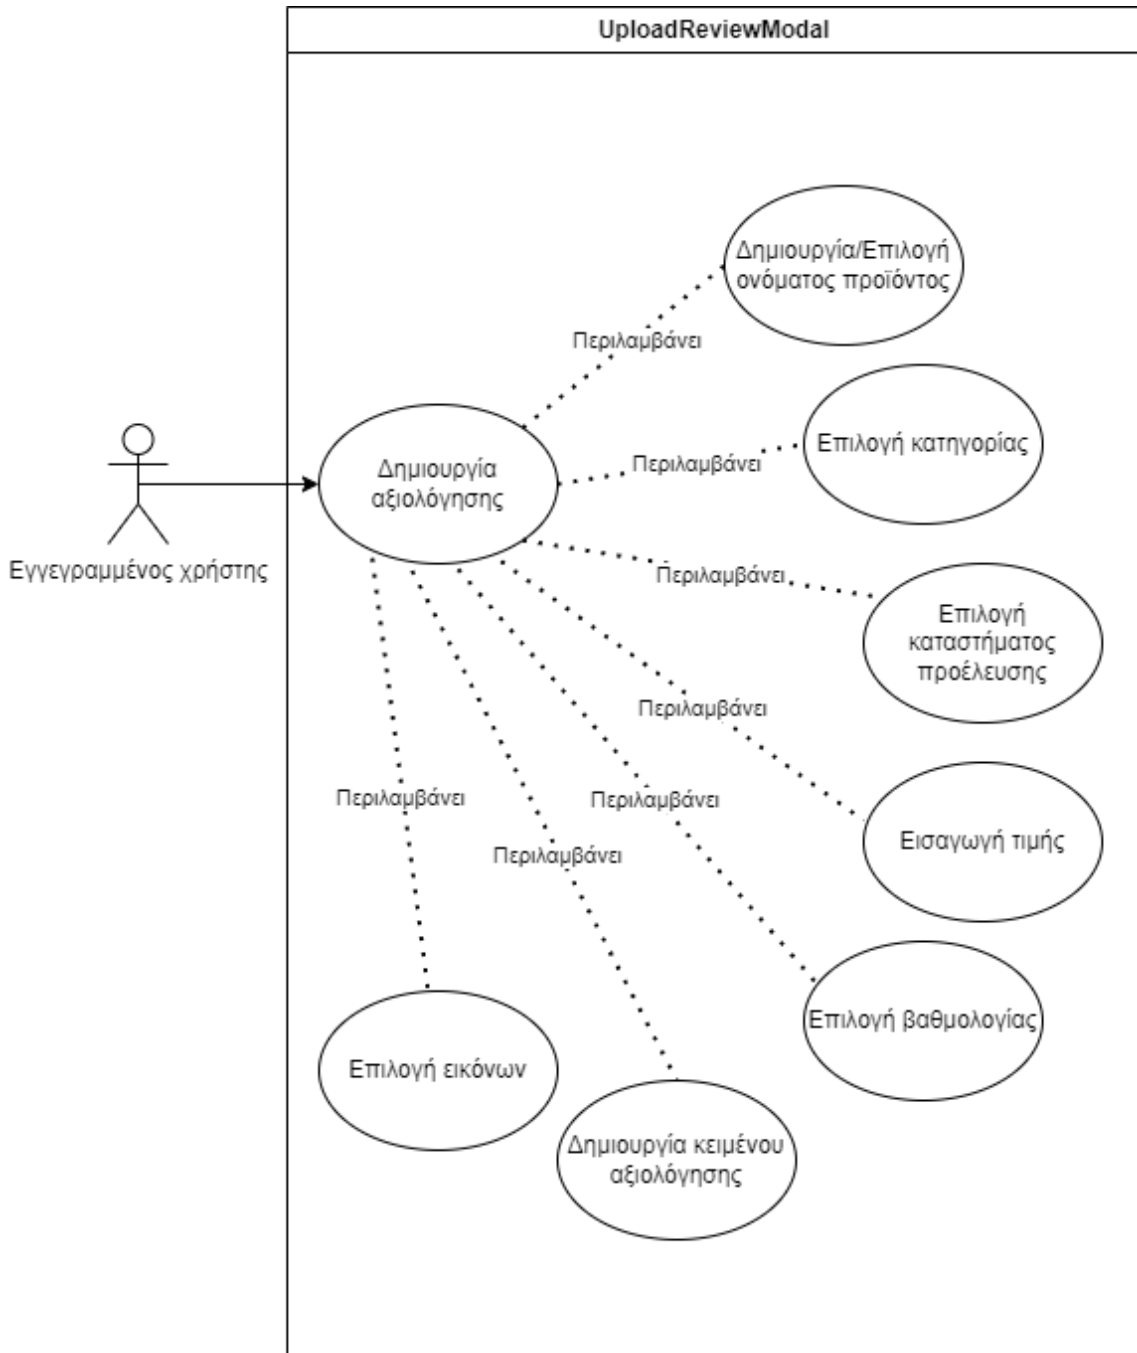 UploadReviewModal
Δημιουργία/Επιλογή
ονόματος προϊόντος
Περιλαμβάνει
Επιλογή κατηγορίας
Περιλαμβάνει
Δημιουργία
αξιολόγησης
Εγγεγραμμένος χρήστης
Περιλαμβάνει
Επιλογή
καταστήματος
προέλευσης
Περιλαμβάνει
Περιλαμβάνει
Περιλαμβάνει
Εισαγωγή τιμής
Περιλαμβάνει
Επιλογή βαθμολογίας
Επιλογή εικόνων
Δημιουργία κειμένου
αξιολόγησης